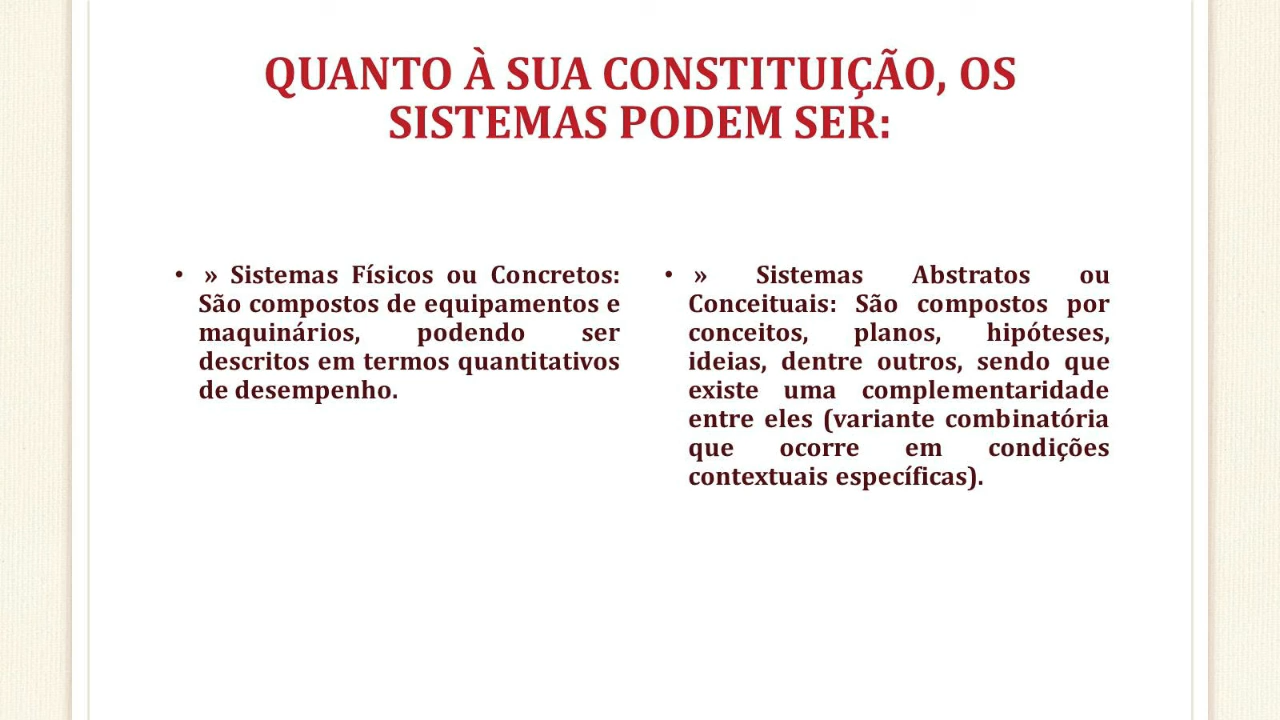 QUANTO À SUA CONSTITUIÇÃO, OS
SISTEMAS PODEM SER:
• » Sistemas Físicos ou Concretos:
São compostos de equipamentos e
maquinários, podendo ser
descritos em termos quantitativos
de desempenho.
• » Sistemas Abstratos ou
Conceituais: São compostos por
conceitos, planos, hipóteses,
ideias, dentre outros, sendo que
existe uma complementaridade
entre eles (variante combinatória
que ocorre em condições
contextuais específicas).